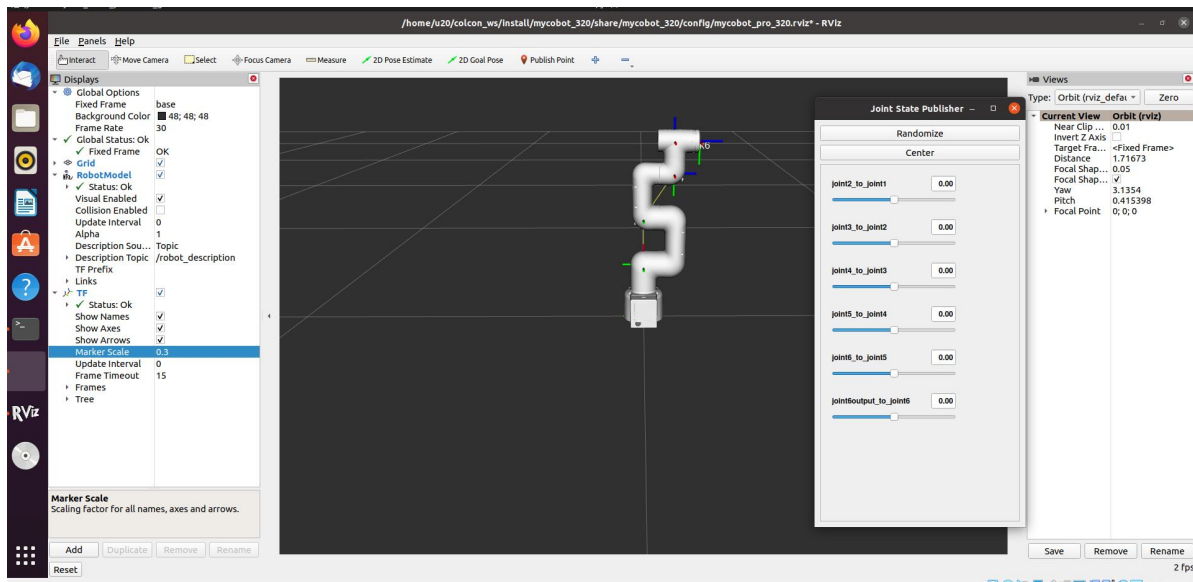 /home/u20/colcon_ws/install/mycobot_320/share/mycobot_320/config/mycobot_pro_320.rviz* - RViz
File Panels Help
Interact Move Camera Select Focus Camera Measure 2D Pose Estimate 2D Goal Pose Publish Point
Displays
Global Options
Fixed Frame base
Background Color 48; 48; 48
Frame Rate 30
Global Status: Ok
Fixed Frame OK
Grid
RobotModel
Status: Ok
Visual Enabled
Collision Enabled
Update Interval 0
Alpha 1
Description Sou... Topic
Description Topic /robot_description
TF Prefix
Links
TF
Status: Ok
Show Names
Show Axes
Show Arrows
Marker Scale 0.3
Update Interval 0
Frame Timeout 15
Frames
Tree
Marker Scale
Scaling factor for all names, axes and arrows.
Add Duplicate Remove Rename
Reset
RViz
Joint State Publisher
Randomize
Center
joint2_to_joint1 0.00
joint3_to_joint2 0.00
joint4_to_joint3 0.00
joint5_to_joint4 0.00
joint6_to_joint5 0.00
joint6output_to_joint6 0.00
Views
Type: Orbit (rviz_defau Zero
Current View Orbit (rviz)
Near Clip ... 0.01
Invert Z Axis
Target Fra... <Fixed Frame>
Distance 1.71673
Focal Shap... 0.05
Focal Shap...
Yaw 3.1354
Pitch 0.415398
Focal Point 0; 0; 0
Save Remove Rename
2 fps